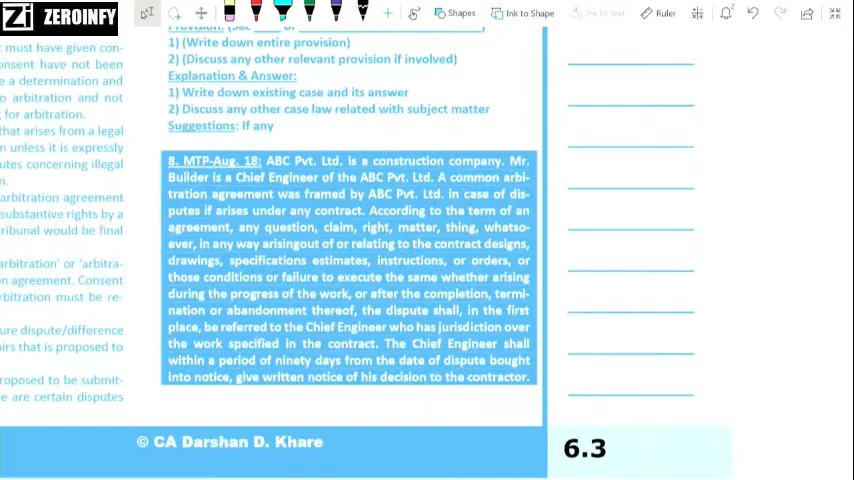 Zi ZEROINFY
Shapes
Ink to Shape
Ink to Text
Ruler
t must have given con-
onsent have not been
e a determination and
o arbitration and not
g for arbitration.
that arises from a legal
n unless it is expressly
utes concerning illegal
n.
arbitration agreement
substantive rights by a
ribunal would be final
arbitration' or 'arbitra-
on agreement. Consent
rbitration must be re-
ure dispute/difference
airs that is proposed to
roposed to be submit-
e are certain disputes
1) (Write down entire provision)
2) (Discuss any other relevant provision if involved)
Explanation & Answer:
1) Write down existing case and its answer
2) Discuss any other case law related with subject matter
Suggestions: If any
8. MTP-Aug. 18: ABC Pvt. Ltd. is a construction company. Mr.
Builder is a Chief Engineer of the ABC Pvt. Ltd. A common arbi-
tration agreement was framed by ABC Pvt. Ltd. in case of dis-
putes if arises under any contract. According to the term of an
agreement, any question, claim, right, matter, thing, whatso-
ever, in any way arisingout of or relating to the contract designs,
drawings, specifications estimates, instructions, or orders, or
those conditions or failure to execute the same whether arising
during the progress of the work, or after the completion, termi-
nation or abandonment thereof, the dispute shall, in the first
place, be referred to the Chief Engineer who has jurisdiction over
the work specified in the contract. The Chief Engineer shall
within a period of ninety days from the date of dispute bought
into notice, give written notice of his decision to the contractor.
© CA Darshan D. Khare
6.3